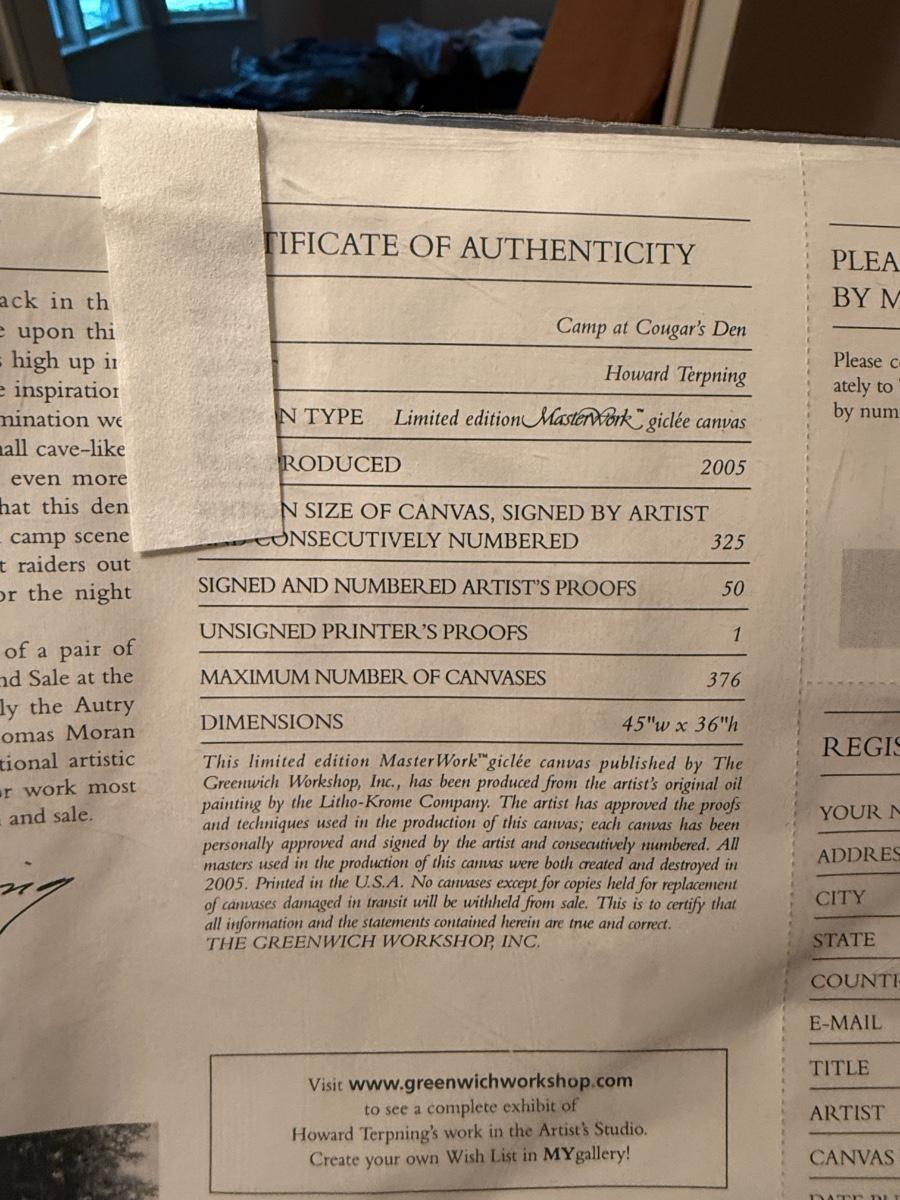 ack in th
e upon thi
s high up in
e inspiration
mination we
all cave-like
even more
hat this den
camp scene
t raiders out
or the night
of a pair of
nd Sale at the
ly the Autry
omas Moran
tional artistic
or work most
and sale.
TIFICATE OF AUTHENTICITY
Camp at Cougar's Den
Howard Terpning
N TYPE Limited edition MasterWork™ giclée canvas
RODUCED 2005
N SIZE OF CANVAS, SIGNED BY ARTIST
AND CONSECUTIVELY NUMBERED 325
SIGNED AND NUMBERED ARTIST'S PROOFS 50
UNSIGNED PRINTER'S PROOFS 1
MAXIMUM NUMBER OF CANVASES 376
DIMENSIONS 45"w x 36"h
This limited edition MasterWork™ giclée canvas published by The
Greenwich Workshop, Inc., has been produced from the artist's original oil
painting by the Litho-Krome Company. The artist has approved the proofs
and techniques used in the production of this canvas; each canvas has been
personally approved and signed by the artist and consecutively numbered. All
masters used in the production of this canvas were both created and destroyed in
2005. Printed in the U.S.A. No canvases except for copies held for replacement
of canvases damaged in transit will be withheld from sale. This is to certify that
all information and the statements contained herein are true and correct.
THE GREENWICH WORKSHOP, INC.
Visit www.greenwichworkshop.com
to see a complete exhibit of
Howard Terpning's work in the Artist's Studio.
Create your own Wish List in MYgallery!
PLEA
BY M
Please c
ately to
by num
REGIS
YOUR N
ADDRES
CITY
STATE
COUNTR
E-MAIL
TITLE
ARTIST
CANVAS